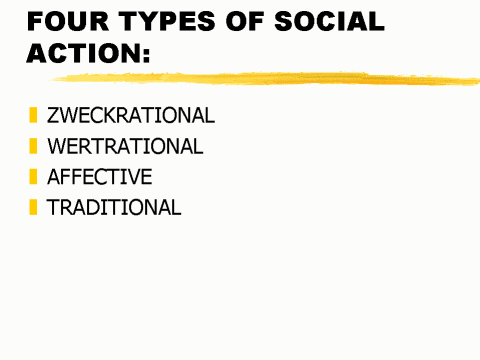 FOUR TYPES OF SOCIAL
ACTION:
ZWECKRATIONAL
WERTRATIONAL
AFFECTIVE
TRADITIONAL